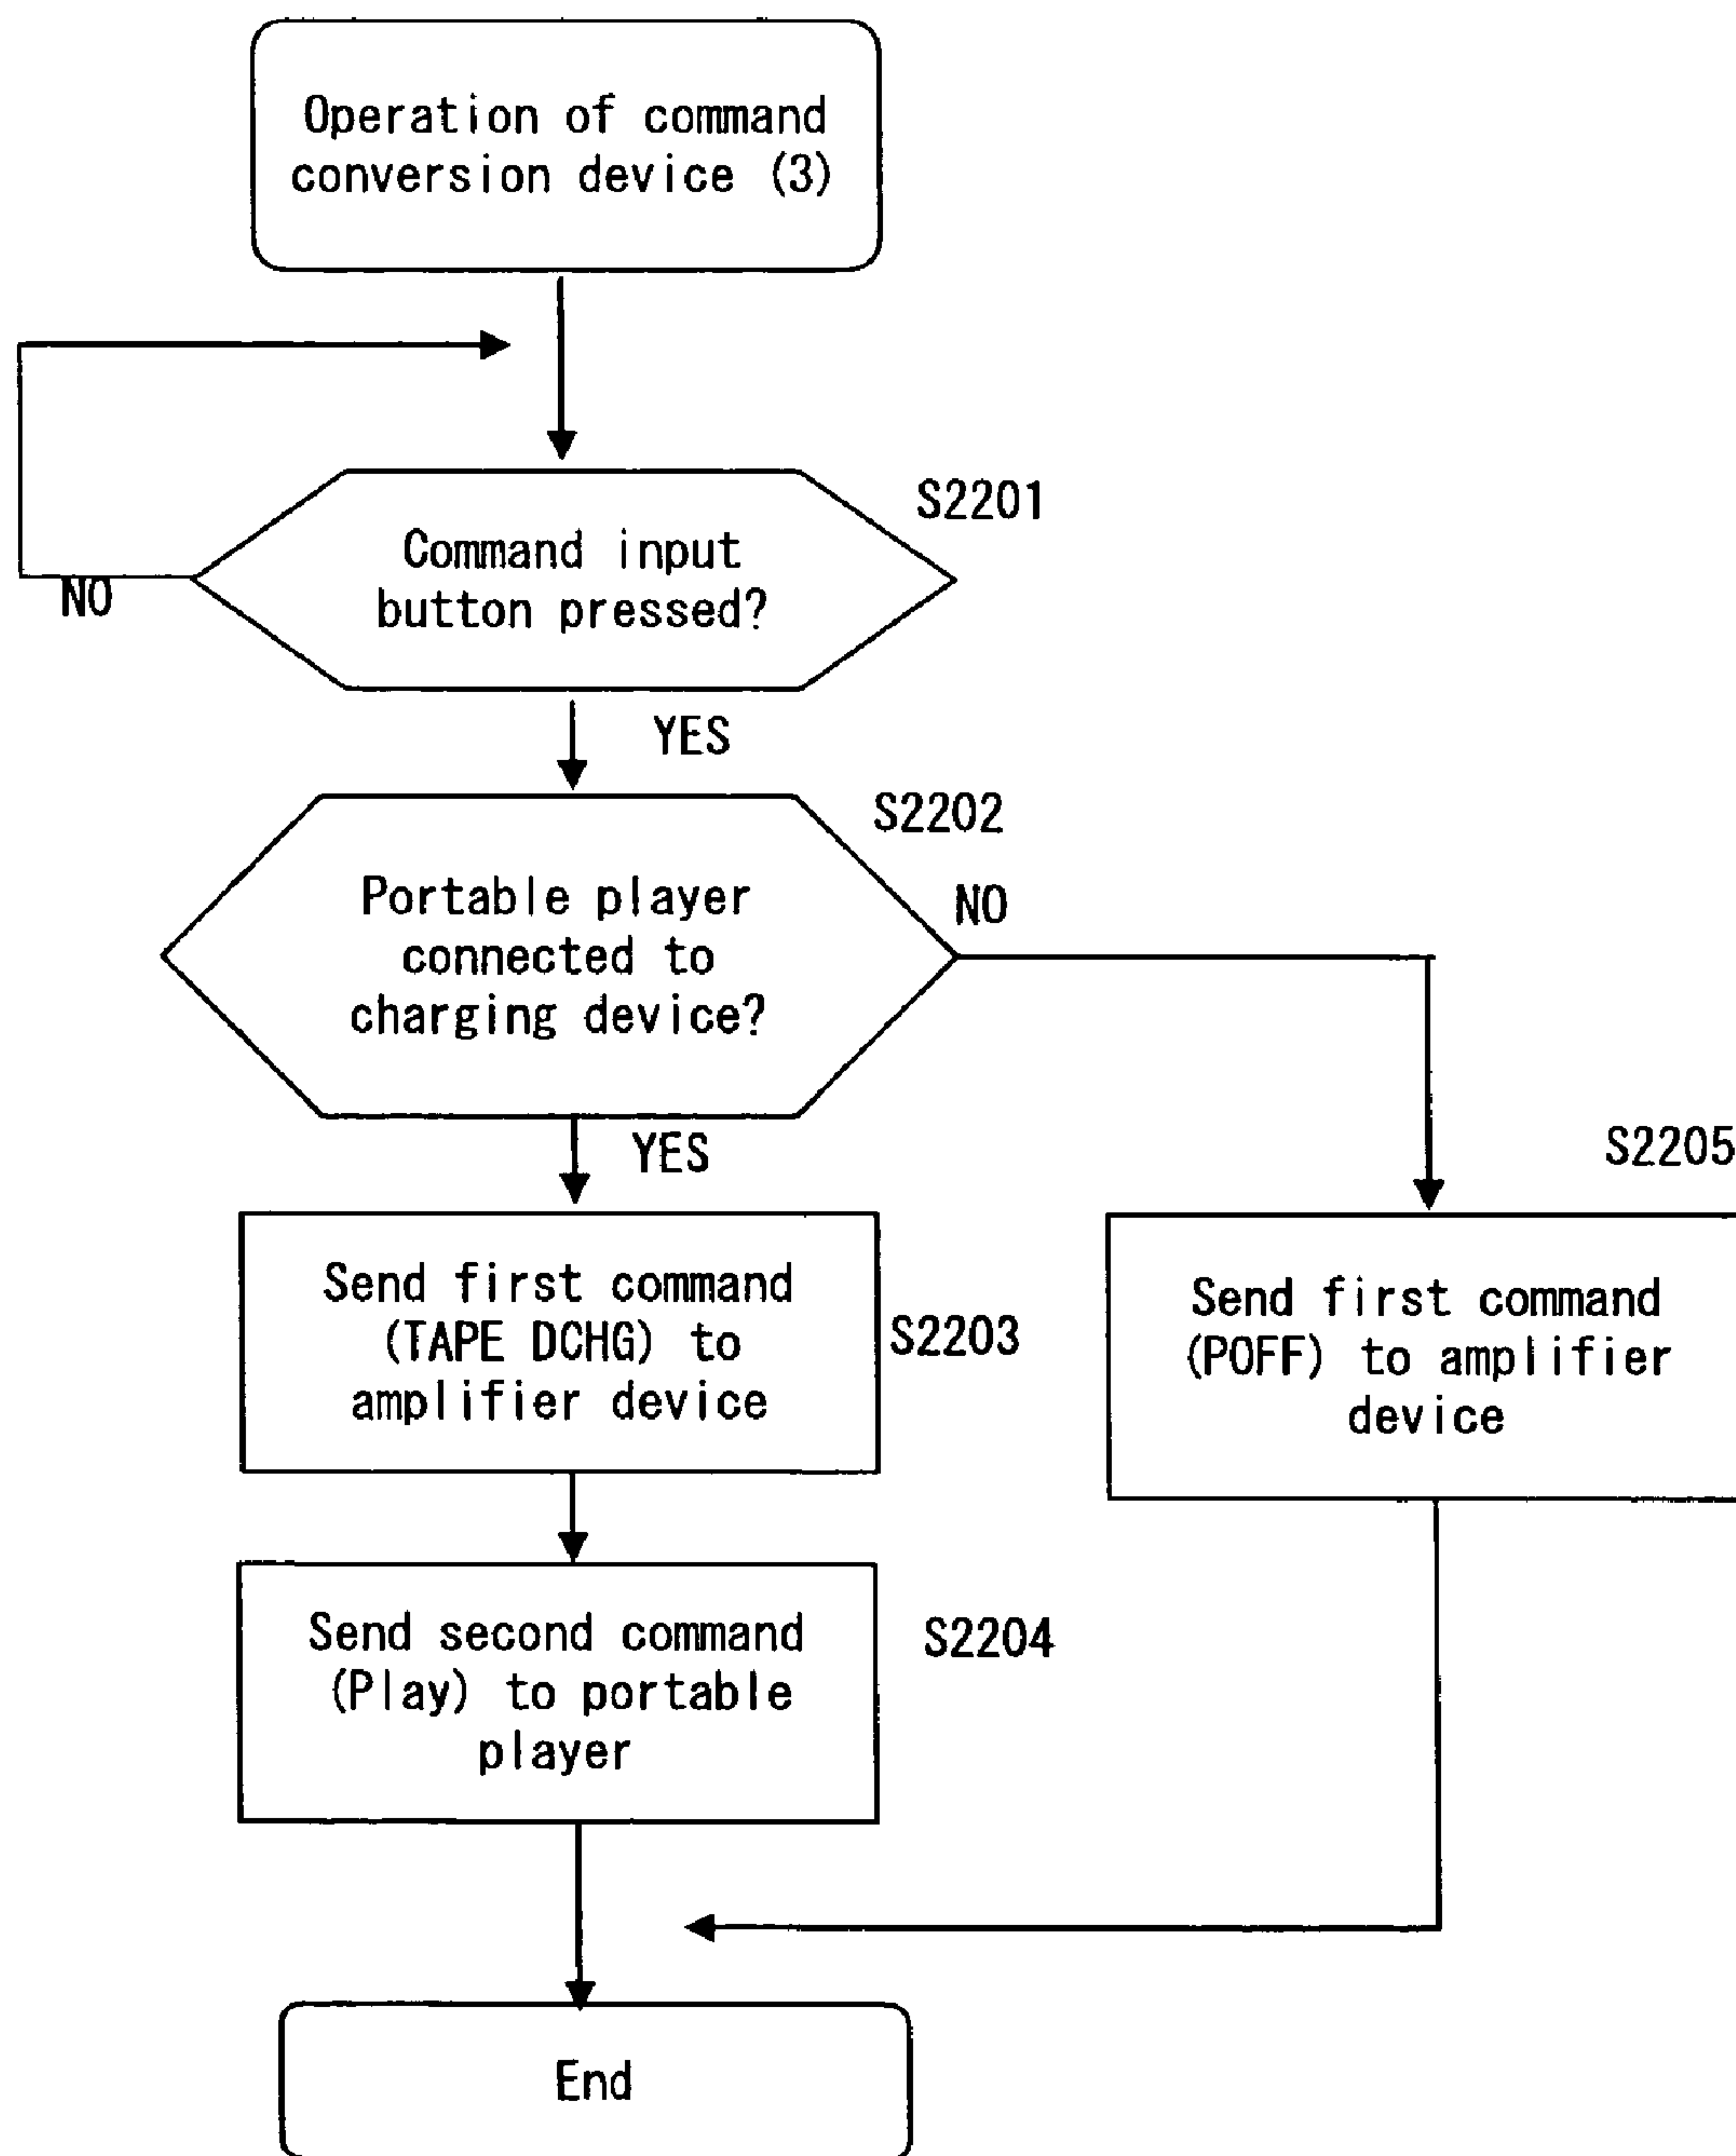 Operation of command
conversion device (3)
S2201
Command input
button pressed?
NO
YES
S2202
Portable player
connected to
charging device?
NO
YES
S2205
Send first command
(TAPE DCHG) to
amplifier device
S2203
Send first command
(POFF) to amplifier
device
Send second command
(Play) to portable
player
S2204
End